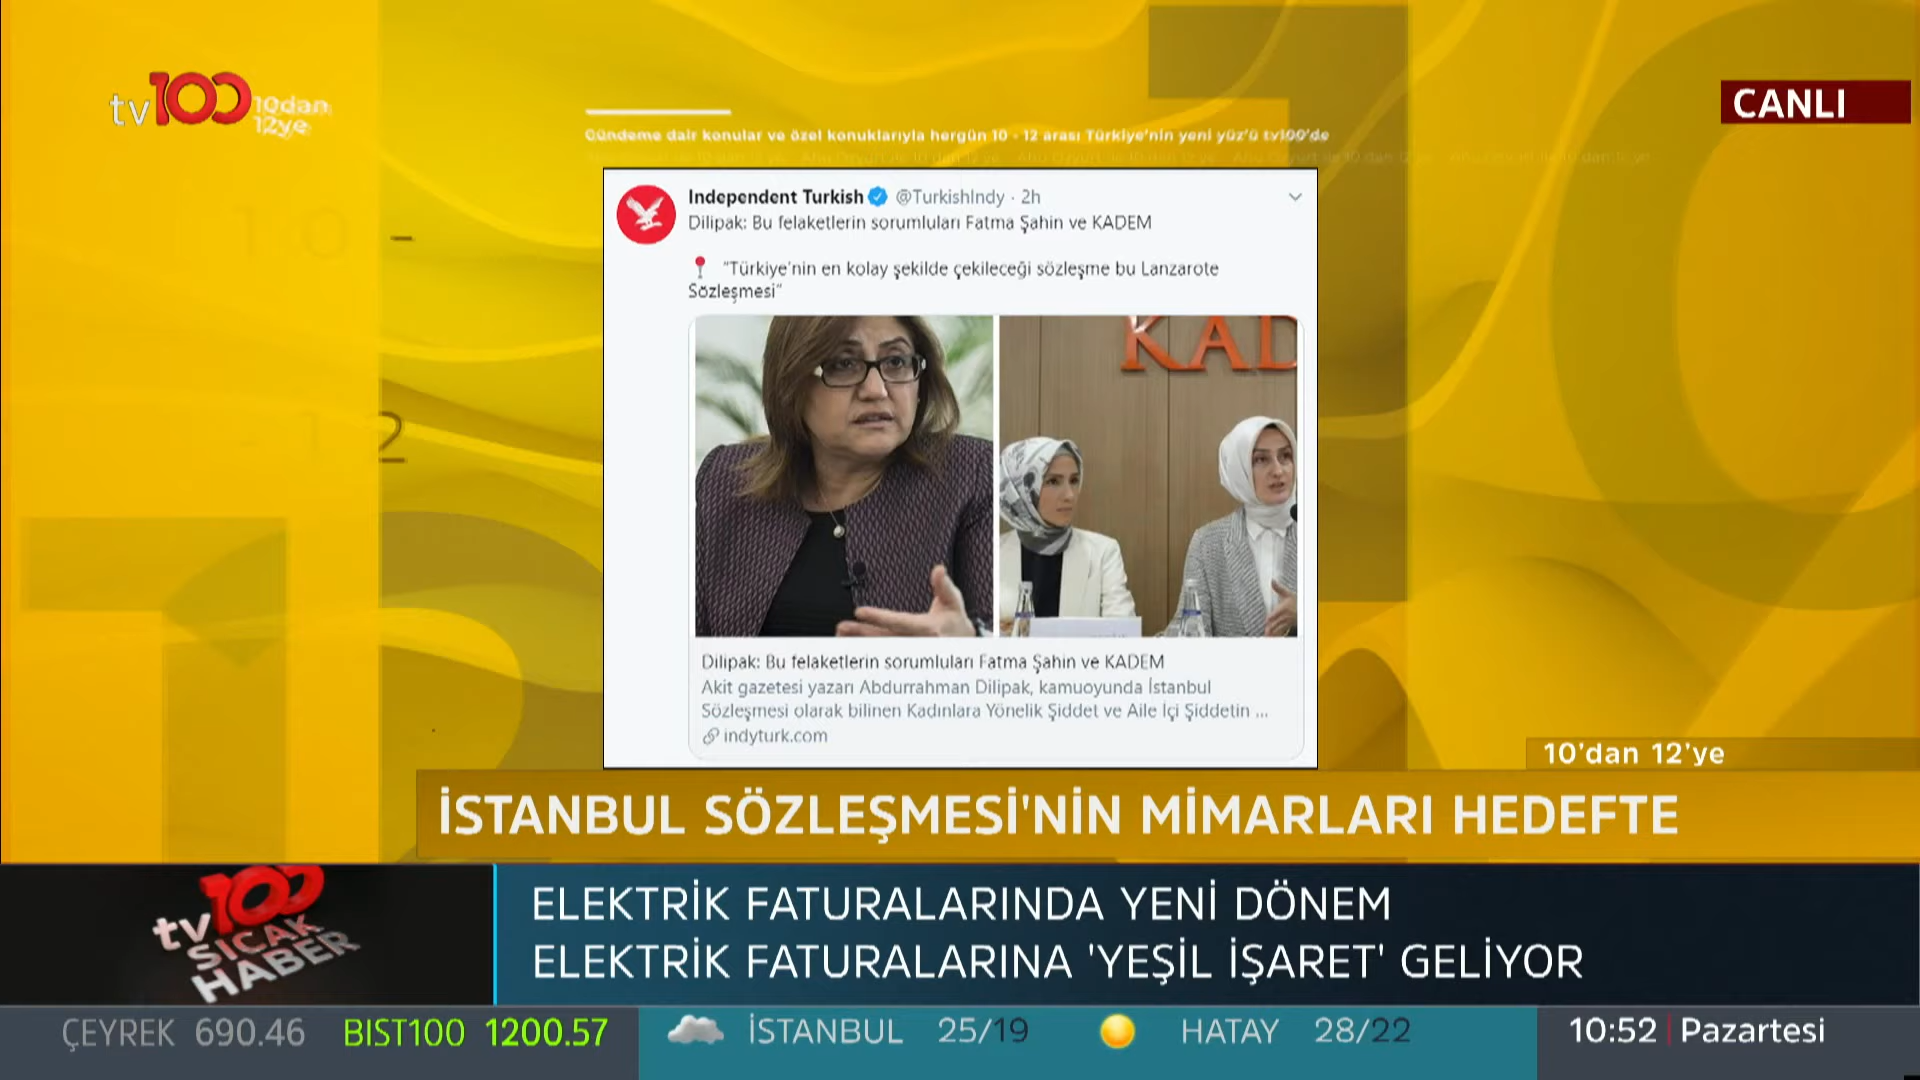 tv100 10dan
12ye
CANLI
Gündeme dair konular ve özel konuklarıyla hergün 10 - 12 arası Türkiye'nin yeni yüz'ü tv100'de
Independent Turkish @TurkishIndy · 2h
Dilipak: Bu felaketlerin sorumluları Fatma Şahin ve KADEM
"Türkiye'nin en kolay şekilde çekileceği sözleşme bu Lanzarote
Sözleşmesi"
KAD
Dilipak: Bu felaketlerin sorumluları Fatma Şahin ve KADEM
Akit gazetesi yazarı Abdurrahman Dilipak, kamuoyunda İstanbul
Sözleşmesi olarak bilinen Kadınlara Yönelik Şiddet ve Aile İçi Şiddetin ...
indyturk.com
10'dan 12'ye
İSTANBUL SÖZLEŞMESİ'NİN MİMARLARI HEDEFTE
tv100
SICAK
HABER
ELEKTRİK FATURALARINDA YENİ DÖNEM
ELEKTRİK FATURALARINA 'YEŞİL İŞARET' GELİYOR
ÇEYREK 690.46 BIST100 1200.57 İSTANBUL 25/19 HATAY 28/22 10:52 Pazartesi